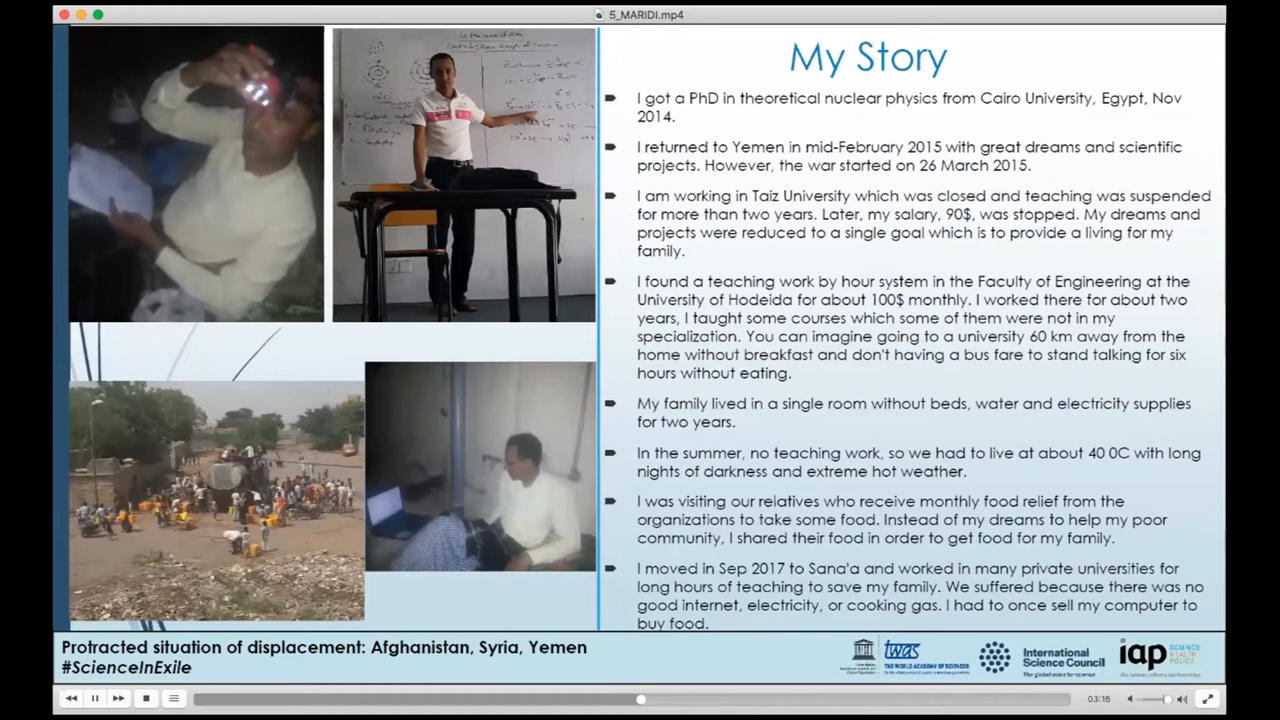 5_MARIDI.mp4
My Story
I got a PhD in theoretical nuclear physics from Cairo University, Egypt, Nov
2014.
I returned to Yemen in mid-February 2015 with great dreams and scientific
projects. However, the war started on 26 March 2015.
I am working in Taiz University which was closed and teaching was suspended
for more than two years. Later, my salary, 90$, was stopped. My dreams and
projects were reduced to a single goal which is to provide a living for my
family.
I found a teaching work by hour system in the Faculty of Engineering at the
University of Hodeida for about 100$ monthly. I worked there for about two
years, I taught some courses which some of them were not in my
specialization. You can imagine going to a university 60 km away from the
home without breakfast and don't having a bus fare to stand talking for six
hours without eating.
My family lived in a single room without beds, water and electricity supplies
for two years.
In the summer, no teaching work, so we had to live at about 40 0C with long
nights of darkness and extreme hot weather.
I was visiting our relatives who receive monthly food relief from the
organizations to take some food. Instead of my dreams to help my poor
community, I shared their food in order to get food for my family.
I moved in Sep 2017 to Sana'a and worked in many private universities for
long hours of teaching to save my family. We suffered because there was no
good internet, electricity, or cooking gas. I had to once sell my computer to
buy food.
Protracted situation of displacement: Afghanistan, Syria, Yemen
#ScienceInExile
unesco
twas
THE WORLD ACADEMY OF SCIENCES
International
Science Council
The global voice for science
iap SCIENCE
HEALTH
POLICY
03:15